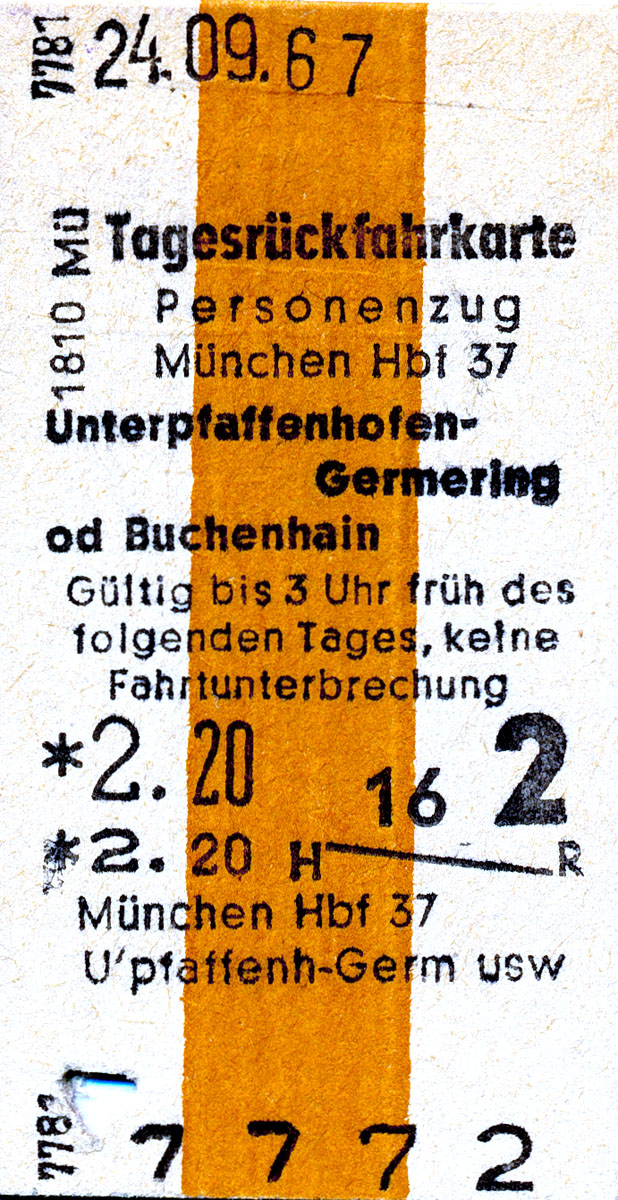 7781
24.09.67
1810 Mü
Tagesrückfahrkarte
Personenzug
München Hbf 37
Unterpfaffenhofen-
Germering
od Buchenhain
Gültig bis 3 Uhr früh des
folgenden Tages, keine
Fahrtunterbrechung
*2.20 16 2
*2.20 H R
München Hbf 37
U'pfaffenh-Germ usw
7781
7772